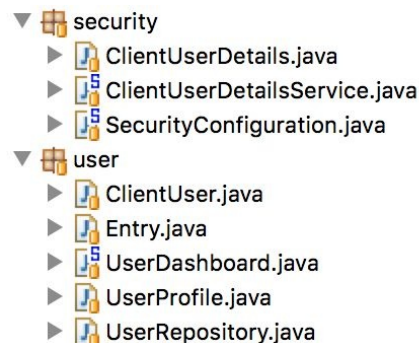 security
ClientUserDetails.java
ClientUserDetailsService.java
SecurityConfiguration.java
user
ClientUser.java
Entry.java
UserDashboard.java
UserProfile.java
UserRepository.java